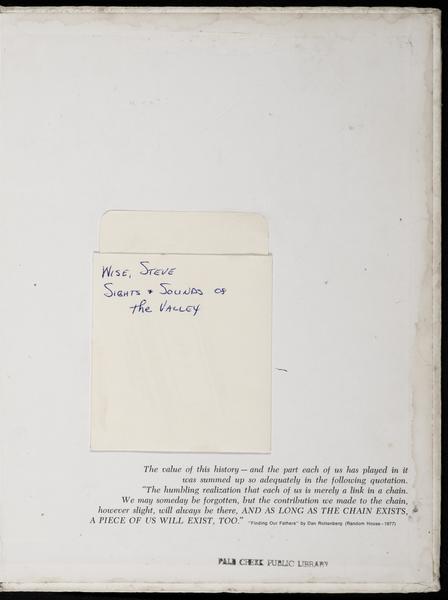 WISE, STEVE
SIGHTS & SOUNDS OF
the VALLEY
The value of this history — and the part each of us has played in it
was summed up so adequately in the following quotation.
"The humbling realization that each of us is merely a link in a chain.
We may someday be forgotten, but the contribution we made to the chain,
however slight, will always be there, AND AS LONG AS THE CHAIN EXISTS,
A PIECE OF US WILL EXIST, TOO." "Finding Our Fathers" by Dan Rottenberg (Random House - 1977)
PALM CREEK PUBLIC LIBRARY